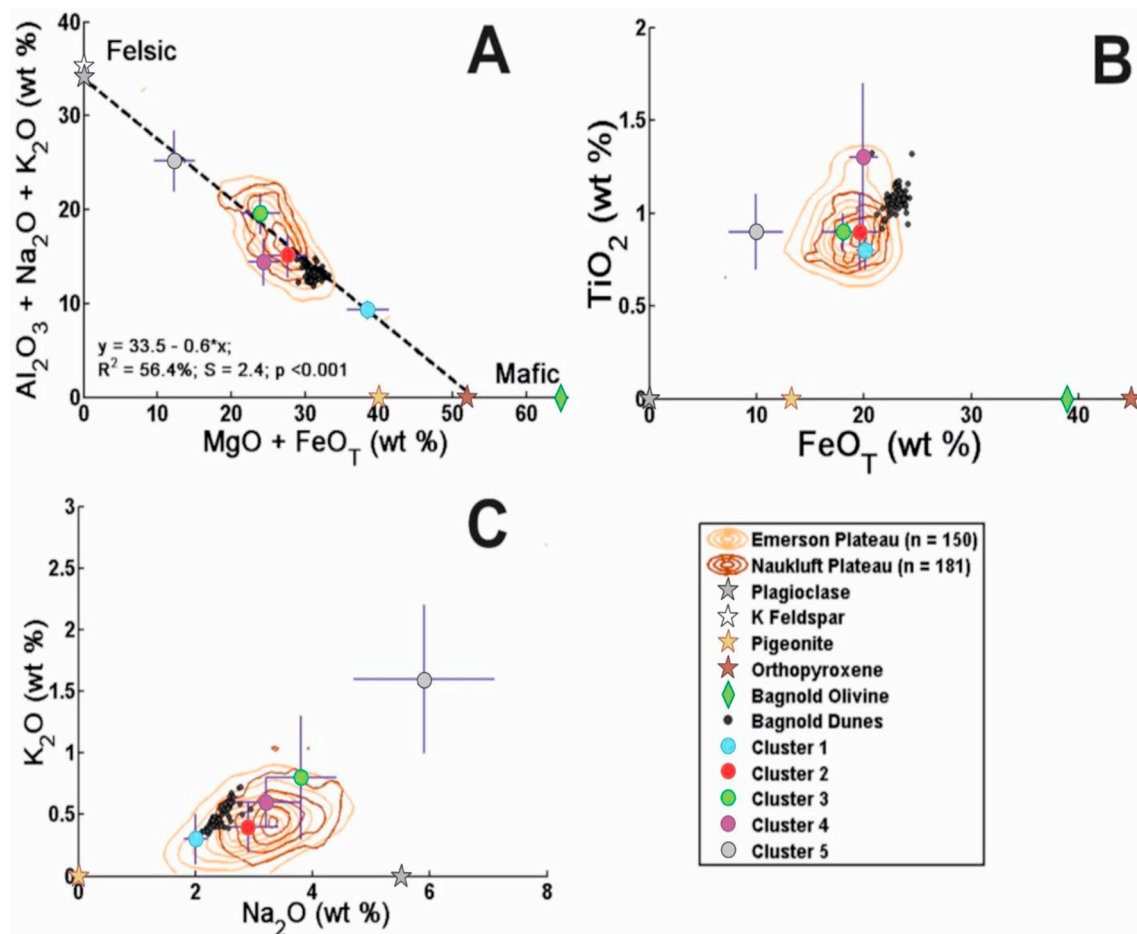 A
Al2O3 + Na2O + K2O (wt %)
40
30
20
10
0
Felsic
Mafic
y = 33.5 - 0.6*x;
R2 = 56.4%; S = 2.4; p <0.001
0 10 20 30 40 50 60
MgO + FeOT (wt %)
B
TiO2 (wt %)
2
1.5
1
0.5
0
0 10 20 30 40
FeOT (wt %)
C
K2O (wt %)
3
2.5
2
1.5
1
0.5
0
0 2 4 6 8
Na2O (wt %)
Emerson Plateau (n = 150)
Naukluft Plateau (n = 181)
Plagioclase
K Feldspar
Pigeonite
Orthopyroxene
Bagnold Olivine
Bagnold Dunes
Cluster 1
Cluster 2
Cluster 3
Cluster 4
Cluster 5